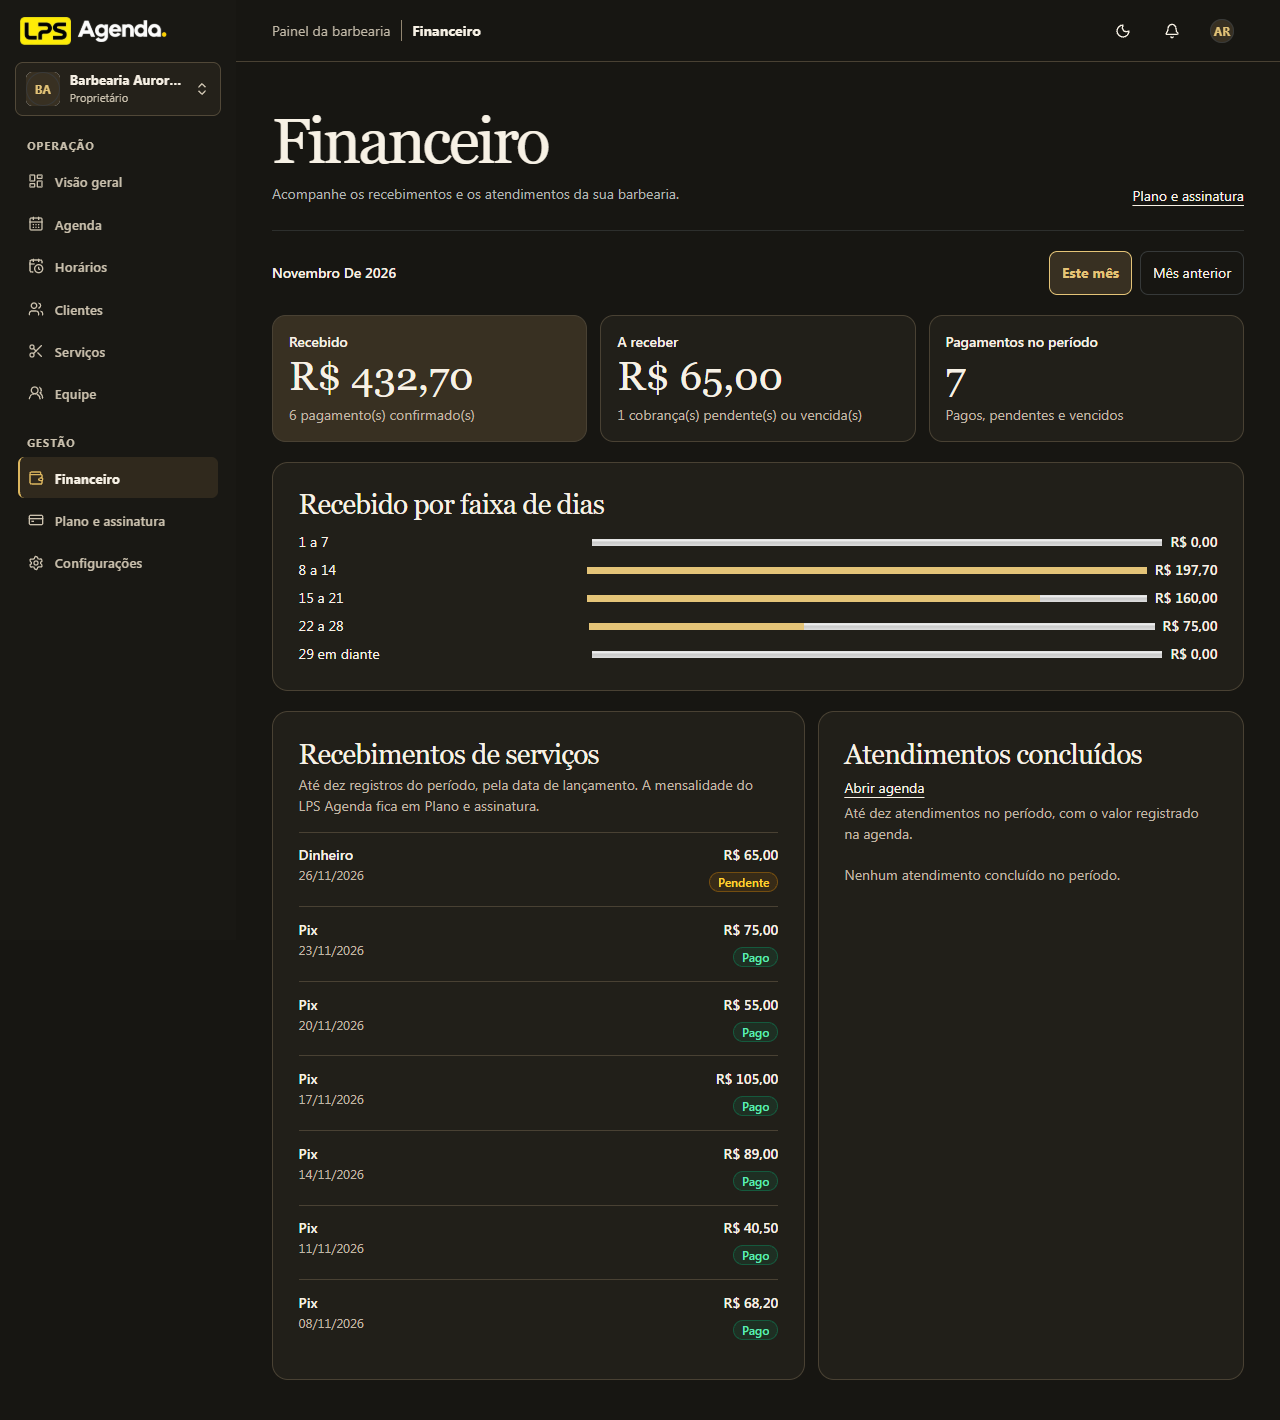 LPS Agenda.
Painel da barbearia
Financeiro
AR
BA
Barbearia Auror...
Proprietário
OPERAÇÃO
Visão geral
Agenda
Horários
Clientes
Serviços
Equipe
GESTÃO
Financeiro
Plano e assinatura
Configurações
Financeiro
Acompanhe os recebimentos e os atendimentos da sua barbearia.
Plano e assinatura
Novembro De 2026
Este mês
Mês anterior
Recebido
R$ 432,70
6 pagamento(s) confirmado(s)
A receber
R$ 65,00
1 cobrança(s) pendente(s) ou vencida(s)
Pagamentos no período
7
Pagos, pendentes e vencidos
Recebido por faixa de dias
1 a 7 R$ 0,00
8 a 14 R$ 197,70
15 a 21 R$ 160,00
22 a 28 R$ 75,00
29 em diante R$ 0,00
Recebimentos de serviços
Até dez registros do período, pela data de lançamento. A mensalidade do
LPS Agenda fica em Plano e assinatura.
Dinheiro R$ 65,00
26/11/2026 Pendente
Pix R$ 75,00
23/11/2026 Pago
Pix R$ 55,00
20/11/2026 Pago
Pix R$ 105,00
17/11/2026 Pago
Pix R$ 89,00
14/11/2026 Pago
Pix R$ 40,50
11/11/2026 Pago
Pix R$ 68,20
08/11/2026 Pago
Atendimentos concluídos
Abrir agenda
Até dez atendimentos no período, com o valor registrado
na agenda.
Nenhum atendimento concluído no período.